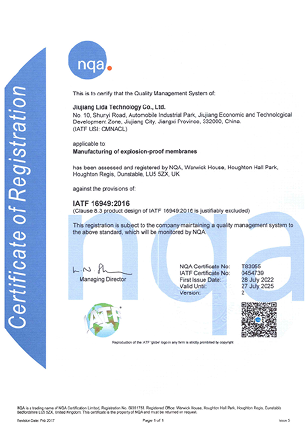 nqa.
Certificate of Registration
This is to certify that the Quality Management System of:
Jiujiang Lida Technology Co., Ltd.
No. 10, Shunyi Road, Automobile Industrial Park, Jiujiang Economic and Technological
Development Zone, Jiujiang City, Jiangxi Province, 332000, China.
(IATF USI: CMNACL)
applicable to
Manufacturing of explosion-proof membranes
has been assessed and registered by NQA, Warwick House, Houghton Hall Park,
Houghton Regis, Dunstable, LU5 5ZX, UK
against the provisions of:
IATF 16949:2016
(Clause 8.3 product design of IATF 16949:2016 is justifiably excluded)
This registration is subject to the company maintaining a quality management system to
the above standard, which will be monitored by NQA
Managing Director
NQA Certificate No: T83055
IATF Certificate No: 0454739
First Issue Date: 28 July 2022
Valid Until: 27 July 2025
Version: 2
Reproduction of the IATF 'globe' logo in any form is strictly prohibited by copyright
NQA is a trading name of NQA Certification Limited, Registration No. Registered Office: Warwick House, Houghton Hall Park, Houghton Regis, Dunstable
Bedfordshire LU5 5ZX, United Kingdom. This certificate is the property of NQA and must be returned on request.
Revision Date: Feb 2017
Page 1 of 1